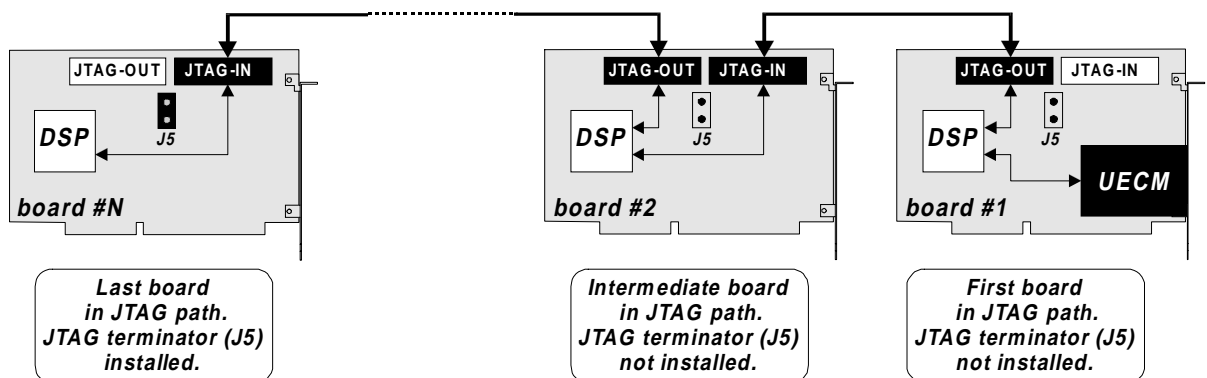 JTAG-OUT JTAG-IN
J5
DSP
board #N
Last board
in JTAG path.
JTAG terminator (J5)
installed.
JTAG-OUT JTAG-IN
J5
DSP
board #2
Intermediate board
in JTAG path.
JTAG terminator (J5)
not installed.
JTAG-OUT JTAG-IN
J5
DSP
UECM
board #1
First board
in JTAG path.
JTAG terminator (J5)
not installed.